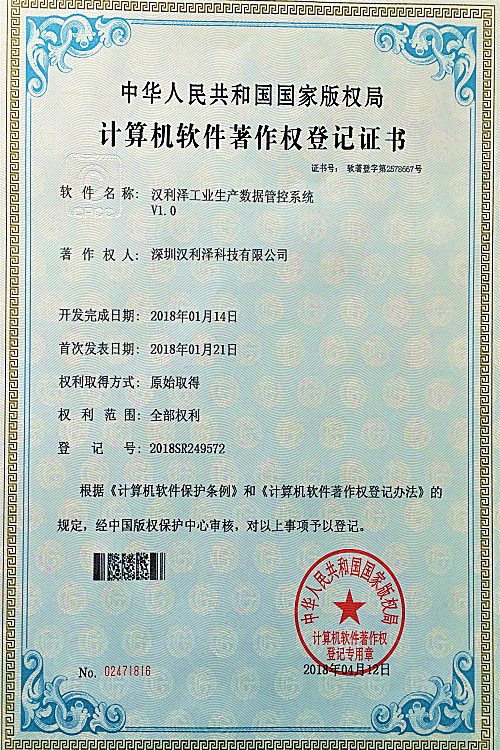 中华人民共和国国家版权局
计算机软件著作权登记证书
证书号： 软著登字第2578667号
软件名称： 汉利泽工业生产数据管控系统
V1.0
著作权人： 深圳汉利泽科技有限公司
开发完成日期： 2018年01月14日
首次发表日期： 2018年01月21日
权利取得方式： 原始取得
权利范围： 全部权利
登记号： 2018SR249572
根据《计算机软件保护条例》和《计算机软件著作权登记办法》的
规定，经中国版权保护中心审核，对以上事项予以登记。
中华人民共和国国家版权局
计算机软件著作权
登记专用章
No. 02471816
2018年04月12日